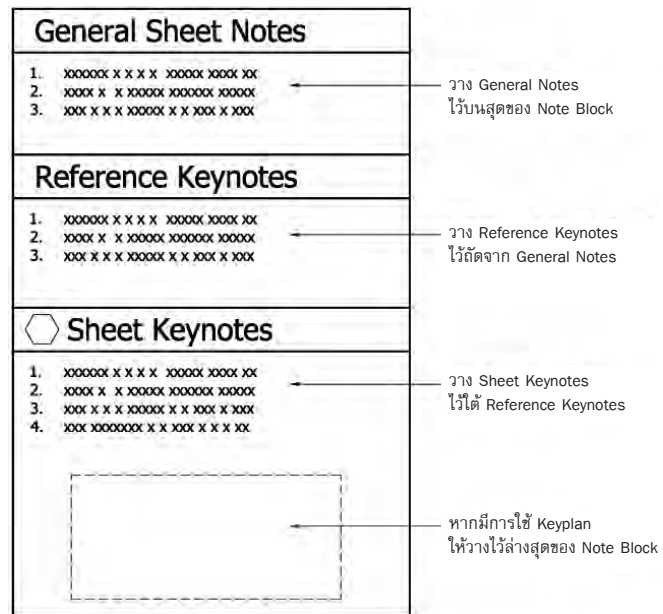 General Sheet Notes
1. xxxxxx x x x x xxxxx xxxx xx
2. xxxx x x xxxxx xxxxxx xxxxx
3. xxx x x x xxxxx x x xxx x xxx
วาง General Notes
ไว้บนสุดของ Note Block
Reference Keynotes
1. xxxxxx x x x x xxxxx xxxx xx
2. xxxx x x xxxxx xxxxxx xxxxx
3. xxx x x x xxxxx x x xxx x xxx
วาง Reference Keynotes
ไว้ถัดจาก General Notes
Sheet Keynotes
1. xxxxxx x x x x xxxxx xxxx xx
2. xxxx x x xxxxx xxxxxx xxxxx
3. xxx x x x xxxxx x x xxx x xxx
4. xxx xxxxxxx x x xxx x x x xx
วาง Sheet Keynotes
ไว้ใต้ Reference Keynotes
หากมีการใช้ Keyplan
ให้วางไว้ล่างสุดของ Note Block